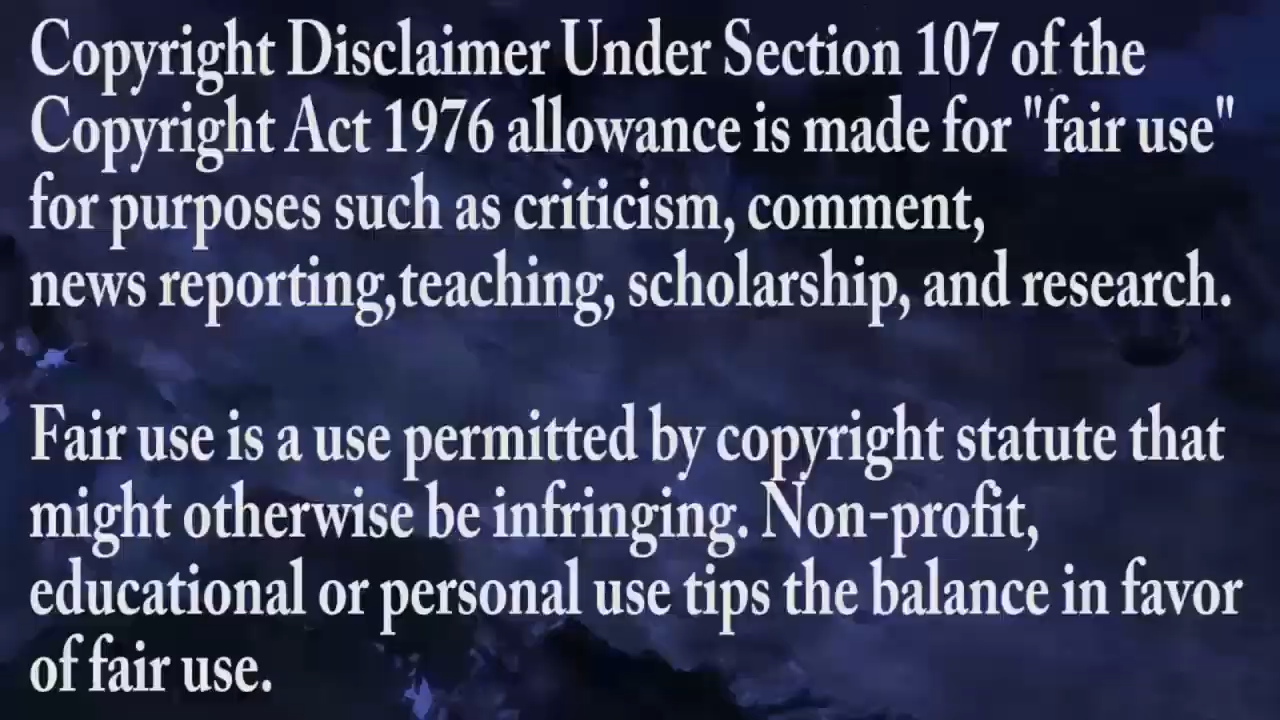 Copyright Disclaimer Under Section 107 of the
Copyright Act 1976 allowance is made for "fair use"
for purposes such as criticism, comment,
news reporting,teaching, scholarship, and research.
Fair use is a use permitted by copyright statute that
might otherwise be infringing. Non-profit,
educational or personal use tips the balance in favor
of fair use.